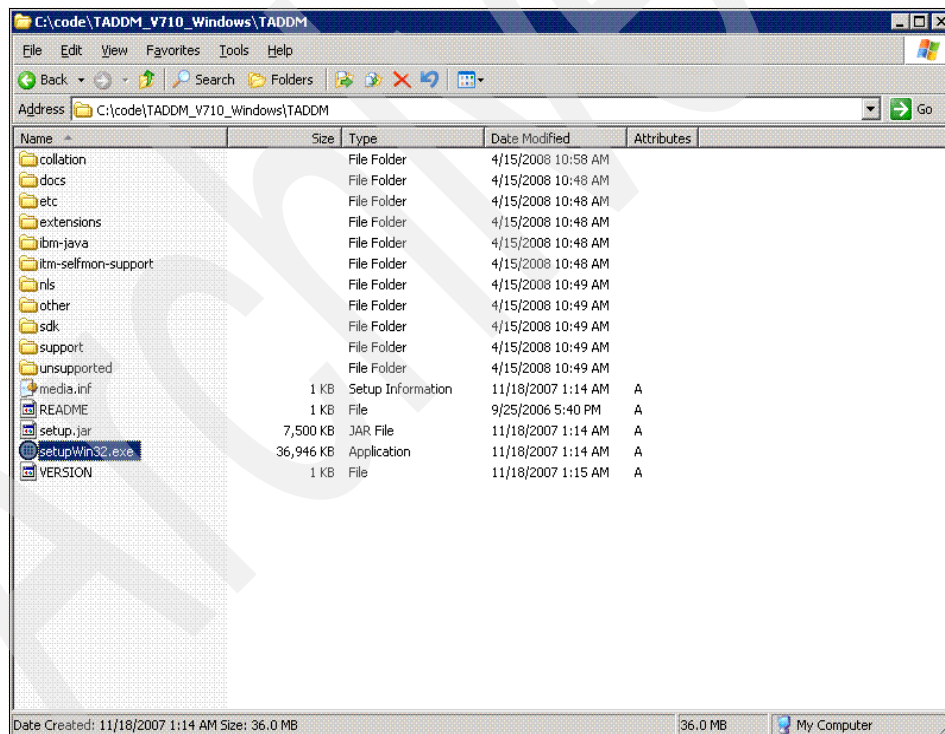 C:\code\TADDM_V710_Windows\TADDM
File Edit View Favorites Tools Help
Back Search Folders
Address C:\code\TADDM_V710_Windows\TADDM Go
Name Size Type Date Modified Attributes
collation File Folder 4/15/2008 10:58 AM
docs File Folder 4/15/2008 10:48 AM
etc File Folder 4/15/2008 10:48 AM
extensions File Folder 4/15/2008 10:48 AM
ibm-java File Folder 4/15/2008 10:48 AM
itm-selfmon-support File Folder 4/15/2008 10:48 AM
nls File Folder 4/15/2008 10:49 AM
other File Folder 4/15/2008 10:49 AM
sdk File Folder 4/15/2008 10:49 AM
support File Folder 4/15/2008 10:49 AM
unsupported File Folder 4/15/2008 10:49 AM
media.inf 1 KB Setup Information 11/18/2007 1:14 AM A
README 1 KB File 9/25/2006 5:40 PM A
setup.jar 7,500 KB JAR File 11/18/2007 1:14 AM A
setupWin32.exe 36,946 KB Application 11/18/2007 1:14 AM A
VERSION 1 KB File 11/18/2007 1:15 AM A
Date Created: 11/18/2007 1:14 AM Size: 36.0 MB 36.0 MB My Computer